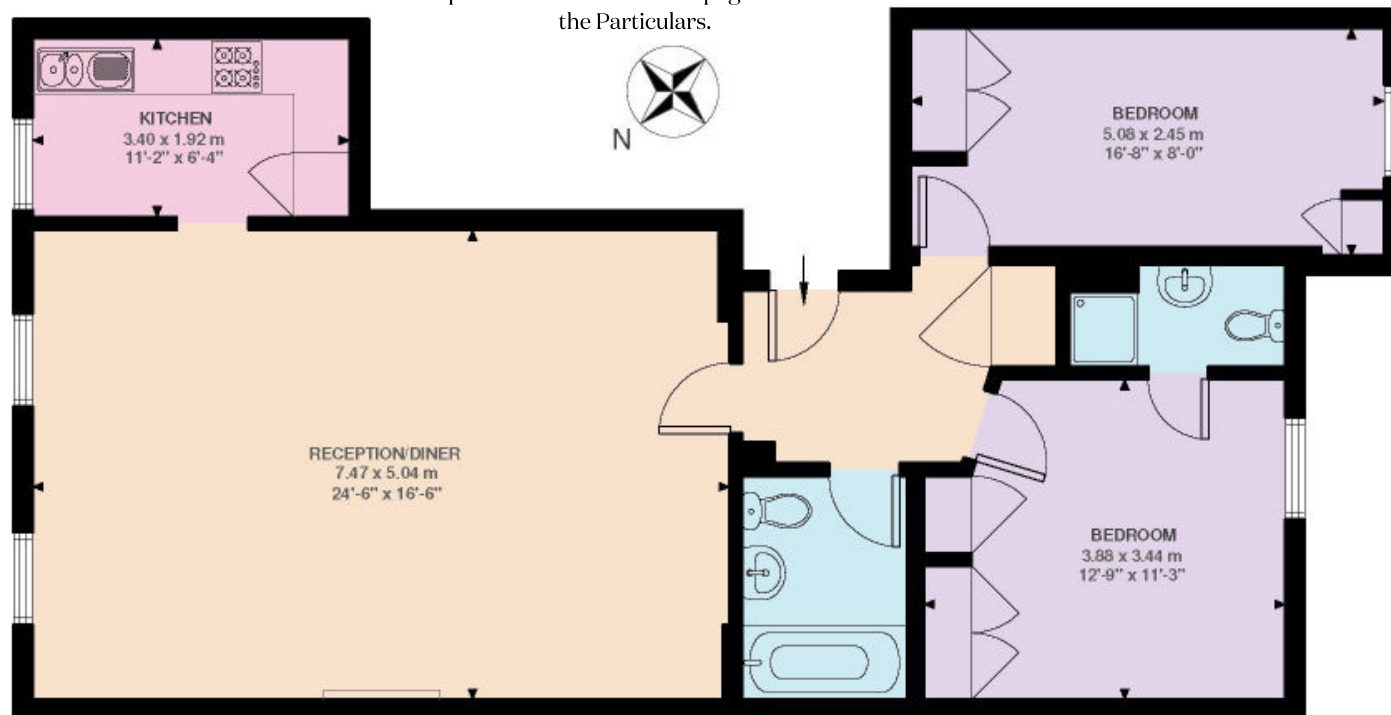 the Particulars.
KITCHEN
3.40 x 1.92 m
11'-2" x 6'-4"
N
BEDROOM
5.08 x 2.45 m
16'-8" x 8'-0"
RECEPTION/DINER
7.47 x 5.04 m
24'-6" x 16'-6"
BEDROOM
3.88 x 3.44 m
12'-9" x 11'-3"